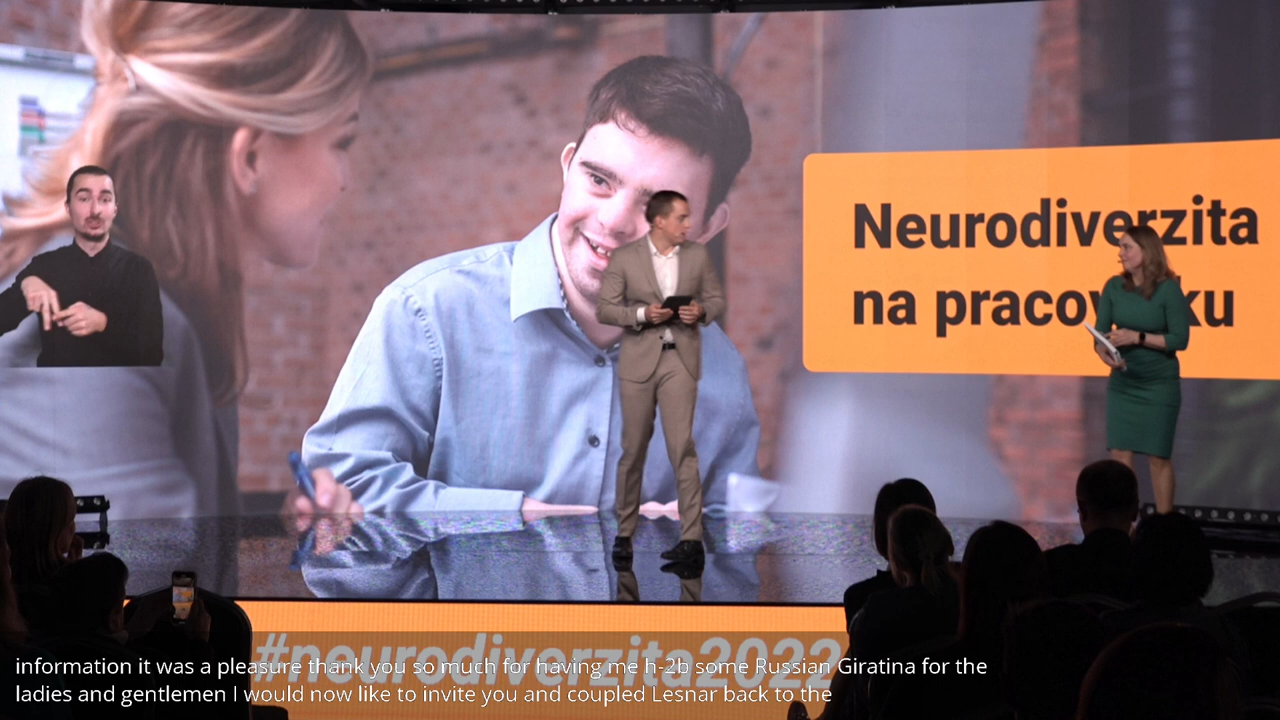 Neurodiverzita
na praco ku
#neurodiverzita2022
information it was a pleasure thank you so much for having me h-2b some Russian Giratina for the
ladies and gentlemen I would now like to invite you and coupled Lesnar back to the